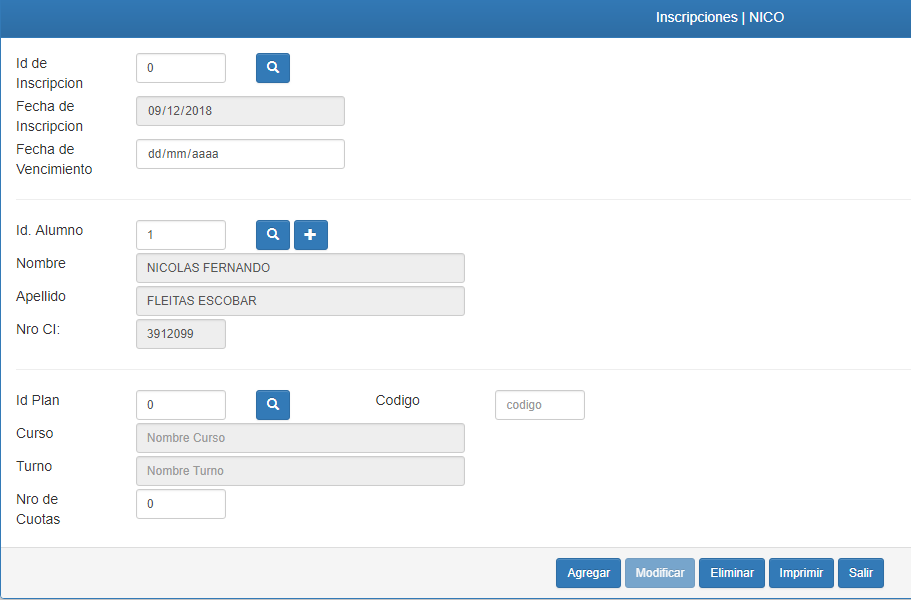 Inscripciones | NICO
Id de
Inscripcion
0
Fecha de
Inscripcion
09/12/2018
Fecha de
Vencimiento
dd/mm/aaaa
Id. Alumno
1
Nombre
NICOLAS FERNANDO
Apellido
FLEITAS ESCOBAR
Nro CI:
3912099
Id Plan
0
Codigo
codigo
Curso
Nombre Curso
Turno
Nombre Turno
Nro de
Cuotas
0
Agregar Modificar Eliminar Imprimir Salir